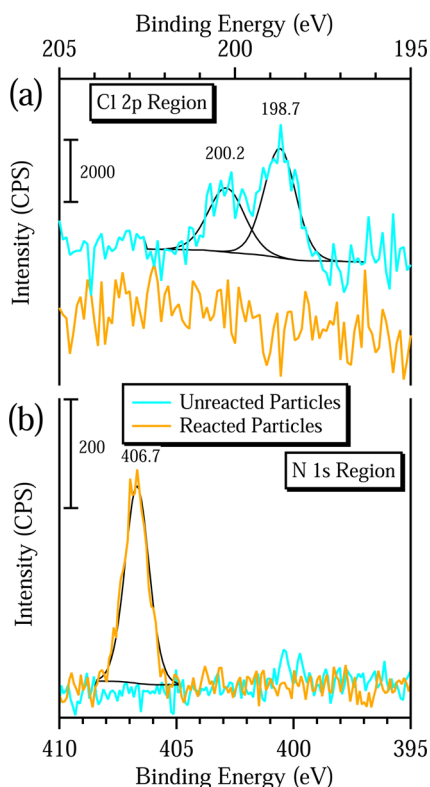 Binding Energy (eV)
205 200 195
(a)
Cl 2p Region
198.7
200.2
2000
Intensity (CPS)
Unreacted Particles
Reacted Particles
(b)
200
406.7
N 1s Region
Intensity (CPS)
410 405 400 395
Binding Energy (eV)